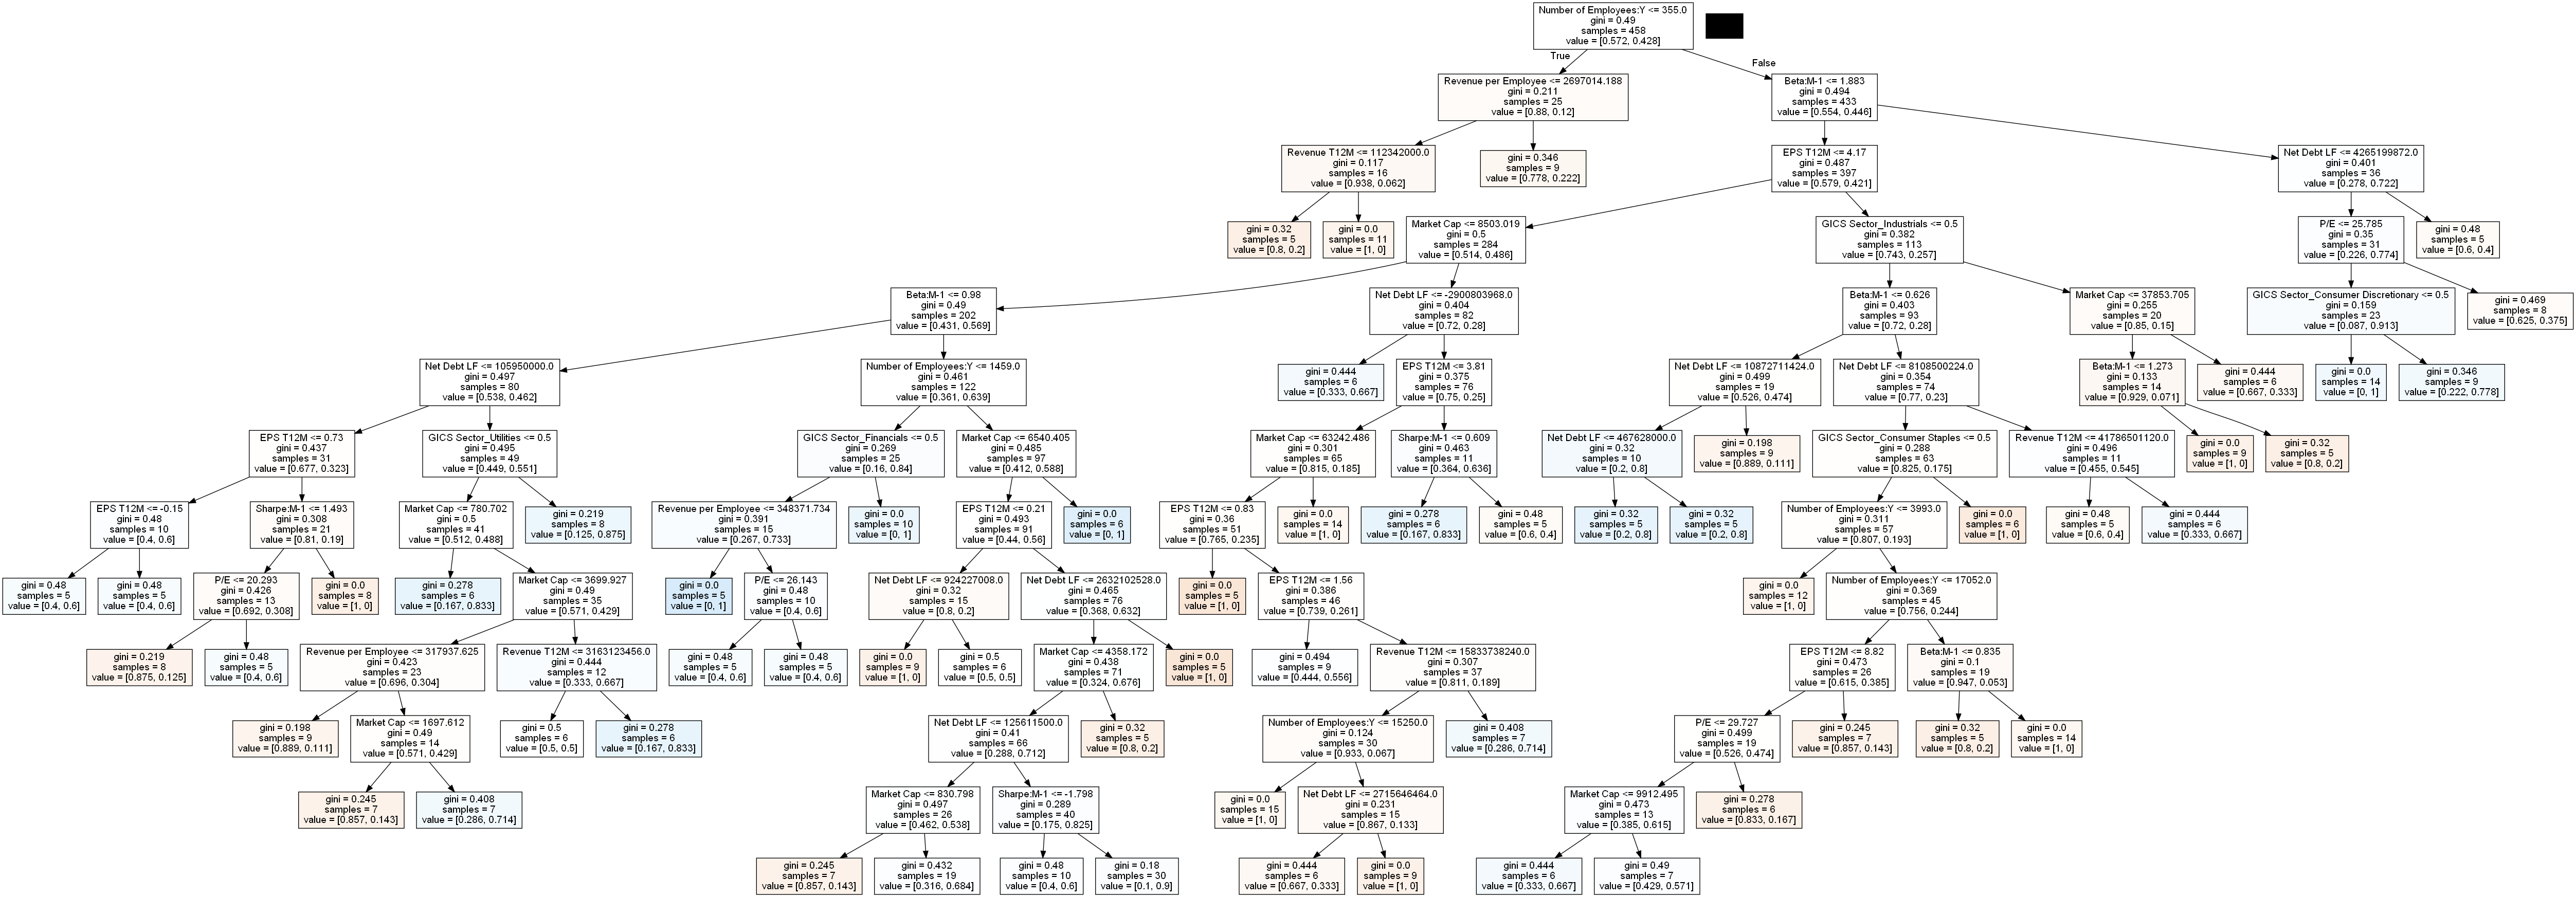 Number of Employees:Y <= 355.0
gini = 0.49
samples = 458
value = [0.572, 0.428]
True
False
Revenue per Employee <= 2697014.188
gini = 0.211
samples = 25
value = [0.88, 0.12]
Beta:M-1 <= 1.883
gini = 0.494
samples = 433
value = [0.554, 0.446]
Revenue T12M <= 112342000.0
gini = 0.117
samples = 16
value = [0.938, 0.062]
gini = 0.346
samples = 9
value = [0.778, 0.222]
EPS T12M <= 4.17
gini = 0.487
samples = 397
value = [0.579, 0.421]
Net Debt LF <= 4265199872.0
gini = 0.401
samples = 36
value = [0.278, 0.722]
gini = 0.32
samples = 5
value = [0.8, 0.2]
gini = 0.0
samples = 11
value = [1, 0]
Market Cap <= 8503.019
gini = 0.5
samples = 284
value = [0.514, 0.486]
GICS Sector_Industrials <= 0.5
gini = 0.382
samples = 113
value = [0.743, 0.257]
P/E <= 25.785
gini = 0.35
samples = 31
value = [0.226, 0.774]
gini = 0.48
samples = 5
value = [0.6, 0.4]
Beta:M-1 <= 0.98
gini = 0.49
samples = 202
value = [0.431, 0.569]
Net Debt LF <= -2900803968.0
gini = 0.404
samples = 82
value = [0.72, 0.28]
Beta:M-1 <= 0.626
gini = 0.403
samples = 93
value = [0.72, 0.28]
Market Cap <= 37853.705
gini = 0.255
samples = 20
value = [0.85, 0.15]
GICS Sector_Consumer Discretionary <= 0.5
gini = 0.159
samples = 23
value = [0.087, 0.913]
gini = 0.469
samples = 8
value = [0.625, 0.375]
Net Debt LF <= 105950000.0
gini = 0.497
samples = 80
value = [0.538, 0.462]
Number of Employees:Y <= 1459.0
gini = 0.461
samples = 122
value = [0.361, 0.639]
gini = 0.444
samples = 6
value = [0.333, 0.667]
EPS T12M <= 3.81
gini = 0.375
samples = 76
value = [0.75, 0.25]
Net Debt LF <= 10872711424.0
gini = 0.499
samples = 19
value = [0.526, 0.474]
Net Debt LF <= 8108500224.0
gini = 0.354
samples = 74
value = [0.77, 0.23]
Beta:M-1 <= 1.273
gini = 0.133
samples = 14
value = [0.929, 0.071]
gini = 0.444
samples = 6
value = [0.667, 0.333]
gini = 0.0
samples = 14
value = [0, 1]
gini = 0.346
samples = 9
value = [0.222, 0.778]
EPS T12M <= 0.73
gini = 0.437
samples = 31
value = [0.677, 0.323]
GICS Sector_Utilities <= 0.5
gini = 0.495
samples = 49
value = [0.449, 0.551]
GICS Sector_Financials <= 0.5
gini = 0.269
samples = 25
value = [0.16, 0.84]
Market Cap <= 6540.405
gini = 0.485
samples = 97
value = [0.412, 0.588]
Market Cap <= 63242.486
gini = 0.301
samples = 65
value = [0.815, 0.185]
Sharpe:M-1 <= 0.609
gini = 0.463
samples = 11
value = [0.364, 0.636]
Net Debt LF <= 467628000.0
gini = 0.32
samples = 10
value = [0.2, 0.8]
gini = 0.198
samples = 9
value = [0.889, 0.111]
GICS Sector_Consumer Staples <= 0.5
gini = 0.288
samples = 63
value = [0.825, 0.175]
Revenue T12M <= 41786501120.0
gini = 0.496
samples = 11
value = [0.455, 0.545]
gini = 0.0
samples = 9
value = [1, 0]
gini = 0.32
samples = 5
value = [0.8, 0.2]
EPS T12M <= -0.15
gini = 0.48
samples = 10
value = [0.4, 0.6]
Sharpe:M-1 <= 1.493
gini = 0.308
samples = 21
value = [0.81, 0.19]
Market Cap <= 780.702
gini = 0.5
samples = 41
value = [0.512, 0.488]
gini = 0.219
samples = 8
value = [0.125, 0.875]
Revenue per Employee <= 348371.734
gini = 0.391
samples = 15
value = [0.267, 0.733]
gini = 0.0
samples = 10
value = [0, 1]
EPS T12M <= 0.21
gini = 0.493
samples = 91
value = [0.44, 0.56]
gini = 0.0
samples = 6
value = [0, 1]
EPS T12M <= 0.83
gini = 0.36
samples = 51
value = [0.765, 0.235]
gini = 0.0
samples = 14
value = [1, 0]
gini = 0.278
samples = 6
value = [0.167, 0.833]
gini = 0.48
samples = 5
value = [0.6, 0.4]
gini = 0.32
samples = 5
value = [0.2, 0.8]
gini = 0.32
samples = 5
value = [0.2, 0.8]
Number of Employees:Y <= 3993.0
gini = 0.311
samples = 57
value = [0.807, 0.193]
gini = 0.0
samples = 6
value = [1, 0]
gini = 0.48
samples = 5
value = [0.6, 0.4]
gini = 0.444
samples = 6
value = [0.333, 0.667]
gini = 0.48
samples = 5
value = [0.4, 0.6]
gini = 0.48
samples = 5
value = [0.4, 0.6]
P/E <= 20.293
gini = 0.426
samples = 13
value = [0.692, 0.308]
gini = 0.0
samples = 8
value = [1, 0]
gini = 0.278
samples = 6
value = [0.167, 0.833]
Market Cap <= 3699.927
gini = 0.49
samples = 35
value = [0.571, 0.429]
gini = 0.0
samples = 5
value = [0, 1]
P/E <= 26.143
gini = 0.48
samples = 10
value = [0.4, 0.6]
Net Debt LF <= 924227008.0
gini = 0.32
samples = 15
value = [0.8, 0.2]
Net Debt LF <= 2632102528.0
gini = 0.465
samples = 76
value = [0.368, 0.632]
gini = 0.0
samples = 5
value = [1, 0]
EPS T12M <= 1.56
gini = 0.386
samples = 46
value = [0.739, 0.261]
gini = 0.0
samples = 12
value = [1, 0]
Number of Employees:Y <= 17052.0
gini = 0.369
samples = 45
value = [0.756, 0.244]
gini = 0.219
samples = 8
value = [0.875, 0.125]
gini = 0.48
samples = 5
value = [0.4, 0.6]
Revenue per Employee <= 317937.625
gini = 0.423
samples = 23
value = [0.696, 0.304]
Revenue T12M <= 3163123456.0
gini = 0.444
samples = 12
value = [0.333, 0.667]
gini = 0.48
samples = 5
value = [0.4, 0.6]
gini = 0.48
samples = 5
value = [0.4, 0.6]
gini = 0.0
samples = 9
value = [1, 0]
gini = 0.5
samples = 6
value = [0.5, 0.5]
Market Cap <= 4358.172
gini = 0.438
samples = 71
value = [0.324, 0.676]
gini = 0.0
samples = 5
value = [1, 0]
gini = 0.494
samples = 9
value = [0.444, 0.556]
Revenue T12M <= 15833738240.0
gini = 0.307
samples = 37
value = [0.811, 0.189]
EPS T12M <= 8.82
gini = 0.473
samples = 26
value = [0.615, 0.385]
Beta:M-1 <= 0.835
gini = 0.1
samples = 19
value = [0.947, 0.053]
gini = 0.198
samples = 9
value = [0.889, 0.111]
Market Cap <= 1697.612
gini = 0.49
samples = 14
value = [0.571, 0.429]
gini = 0.5
samples = 6
value = [0.5, 0.5]
gini = 0.278
samples = 6
value = [0.167, 0.833]
Net Debt LF <= 125611500.0
gini = 0.41
samples = 66
value = [0.288, 0.712]
gini = 0.32
samples = 5
value = [0.8, 0.2]
Number of Employees:Y <= 15250.0
gini = 0.124
samples = 30
value = [0.933, 0.067]
gini = 0.408
samples = 7
value = [0.286, 0.714]
P/E <= 29.727
gini = 0.499
samples = 19
value = [0.526, 0.474]
gini = 0.245
samples = 7
value = [0.857, 0.143]
gini = 0.32
samples = 5
value = [0.8, 0.2]
gini = 0.0
samples = 14
value = [1, 0]
gini = 0.245
samples = 7
value = [0.857, 0.143]
gini = 0.408
samples = 7
value = [0.286, 0.714]
Market Cap <= 830.798
gini = 0.497
samples = 26
value = [0.462, 0.538]
Sharpe:M-1 <= -1.798
gini = 0.289
samples = 40
value = [0.175, 0.825]
gini = 0.0
samples = 15
value = [1, 0]
Net Debt LF <= 2715646464.0
gini = 0.231
samples = 15
value = [0.867, 0.133]
Market Cap <= 9912.495
gini = 0.473
samples = 13
value = [0.385, 0.615]
gini = 0.278
samples = 6
value = [0.833, 0.167]
gini = 0.245
samples = 7
value = [0.857, 0.143]
gini = 0.432
samples = 19
value = [0.316, 0.684]
gini = 0.48
samples = 10
value = [0.4, 0.6]
gini = 0.18
samples = 30
value = [0.1, 0.9]
gini = 0.444
samples = 6
value = [0.667, 0.333]
gini = 0.0
samples = 9
value = [1, 0]
gini = 0.444
samples = 6
value = [0.333, 0.667]
gini = 0.49
samples = 7
value = [0.429, 0.571]